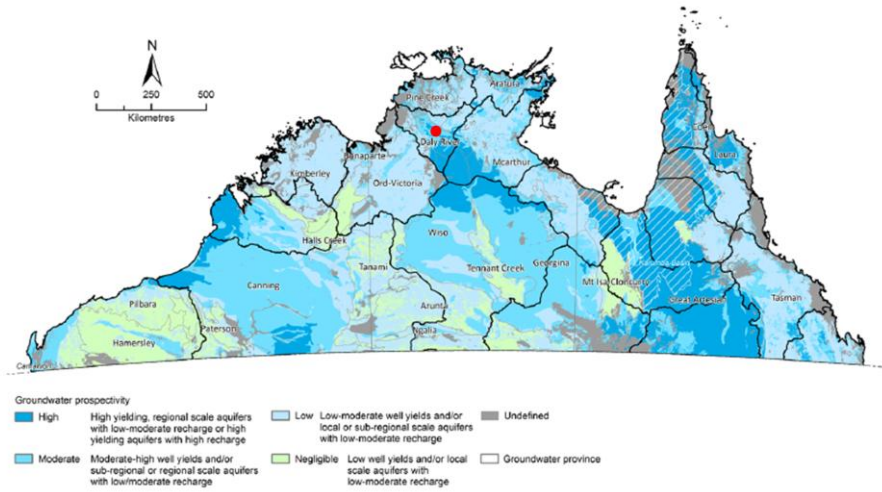 N
0 250 500
Kilometres
Arafura
Pine Creek
Coen
Daly River
Laura
Bonaparte
Mcarthur
Kimberley
Ord-Victoria
Wiso
Halls Creek
Georgina
Tanami
Tennant Creek
Canning
Mt Isa Cloncurry
Great Artesian
Tasman
Pilbara
Arunta
Paterson
Ngalia
Hamersley
Groundwater prospectivity
High High yielding, regional scale aquifers
with low-moderate recharge or high
yielding aquifers with high recharge
Moderate Moderate-high well yields and/or
sub-regional or regional scale aquifers
with low/moderate recharge
Low Low-moderate well yields and/or
local or sub-regional scale aquifers
with low-moderate recharge
Negligible Low well yields and/or local
scale aquifers with
low-moderate recharge
Undefined
Groundwater province